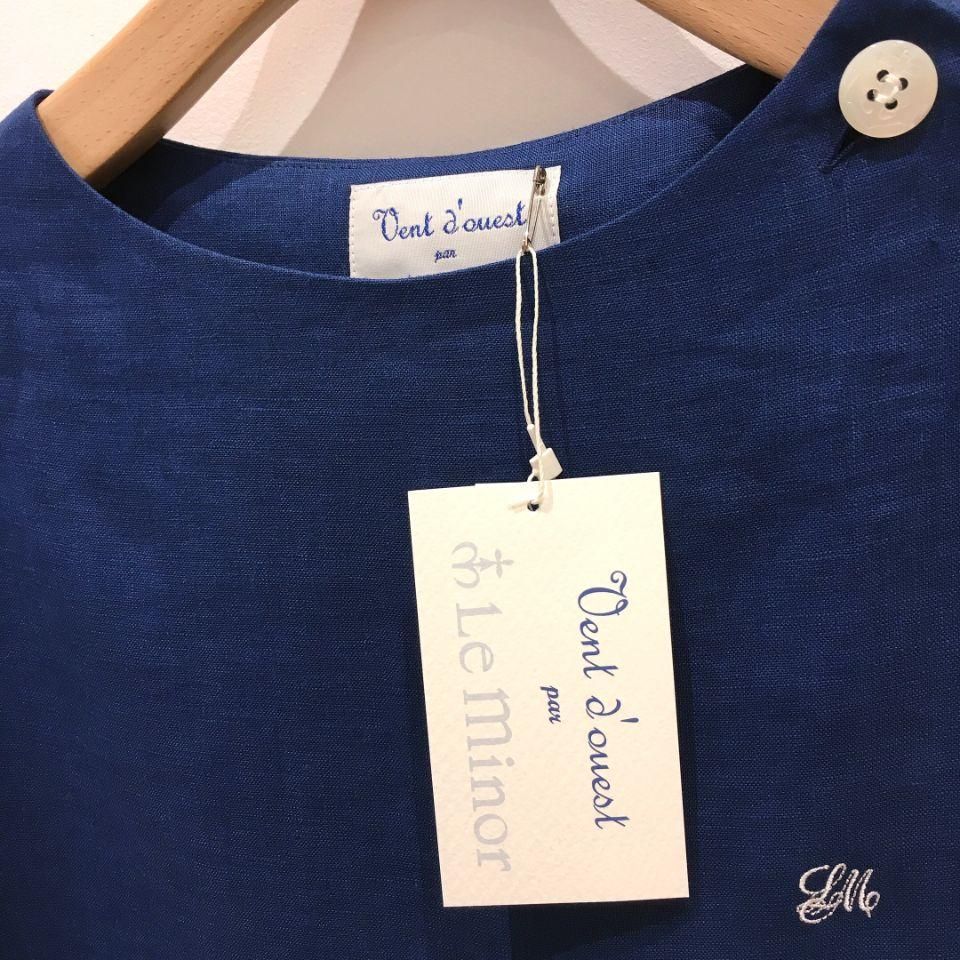 Vent d'ouest
par
Vent d'ouest
par
Le Minor
LM